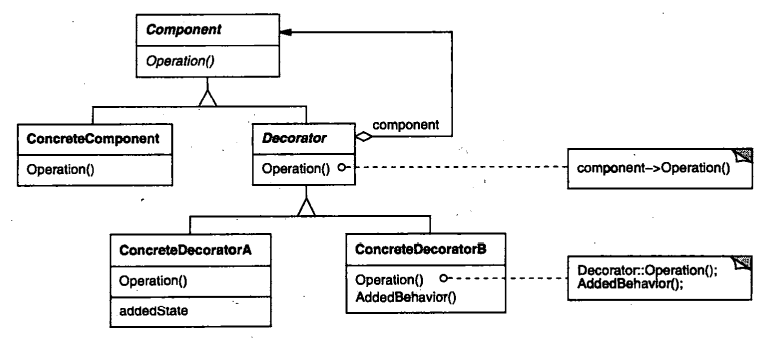 Component
Operation()
component
ConcreteComponent
Operation()
Decorator
Operation()
component->Operation()
ConcreteDecoratorA
Operation()
addedState
ConcreteDecoratorB
Operation()
AddedBehavior()
Decorator::Operation();
AddedBehavior();